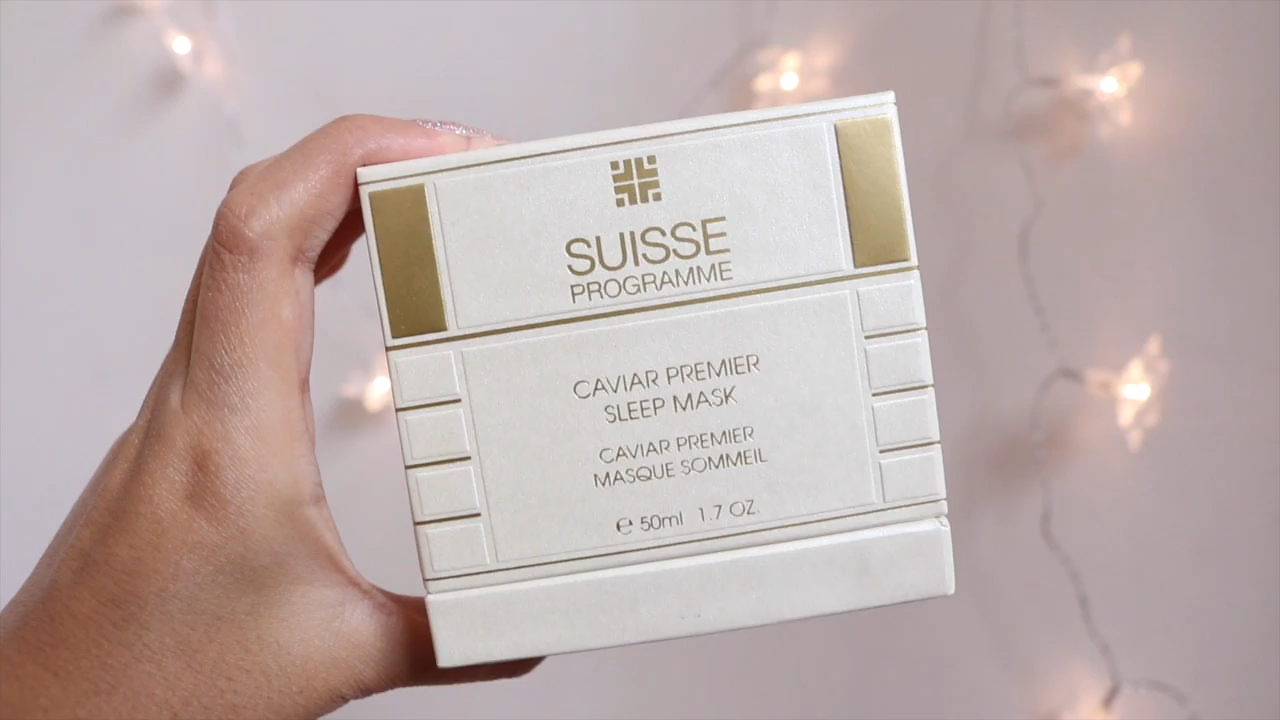 SUISSE
PROGRAMME
CAVIAR PREMIER
SLEEP MASK
CAVIAR PREMIER
MASQUE SOMMEIL
℮ 50ml 1.7 OZ.